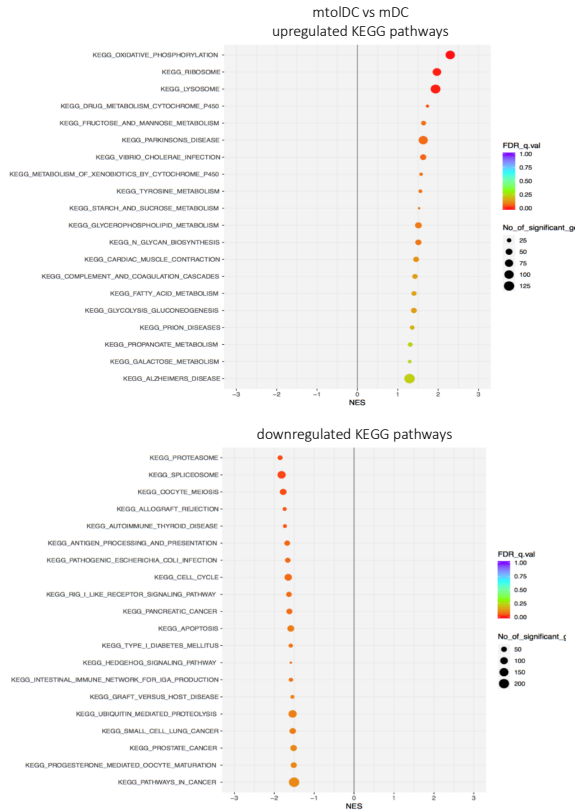 mtolDC vs mDC
upregulated KEGG pathways
KEGG_OXIDATIVE_PHOSPHORYLATION
KEGG_RIBOSOME
KEGG_LYSOSOME
KEGG_DRUG_METABOLISM_CYTOCHROME_P450
KEGG_FRUCTOSE_AND_MANNOSE_METABOLISM
KEGG_PARKINSONS_DISEASE
KEGG_VIBRIO_CHOLERAE_INFECTION
KEGG_METABOLISM_OF_XENOBIOTICS_BY_CYTOCHROME_P450
KEGG_TYROSINE_METABOLISM
KEGG_STARCH_AND_SUCROSE_METABOLISM
KEGG_GLYCEROPHOSPHOLIPID_METABOLISM
KEGG_N_GLYCAN_BIOSYNTHESIS
KEGG_CARDIAC_MUSCLE_CONTRACTION
KEGG_COMPLEMENT_AND_COAGULATION_CASCADES
KEGG_FATTY_ACID_METABOLISM
KEGG_GLYCOLYSIS_GLUCONEOGENESIS
KEGG_PRION_DISEASES
KEGG_PROPANOATE_METABOLISM
KEGG_GALACTOSE_METABOLISM
KEGG_ALZHEIMERS_DISEASE
−3 −2 −1 0 1 2 3
NES
FDR_q.val
1.00
0.75
0.50
0.25
0.00
No_of_significant_ge
25
50
75
100
125
downregulated KEGG pathways
KEGG_PROTEASOME
KEGG_SPLICEOSOME
KEGG_OOCYTE_MEIOSIS
KEGG_ALLOGRAFT_REJECTION
KEGG_AUTOIMMUNE_THYROID_DISEASE
KEGG_ANTIGEN_PROCESSING_AND_PRESENTATION
KEGG_PATHOGENIC_ESCHERICHIA_COLI_INFECTION
KEGG_CELL_CYCLE
KEGG_RIG_I_LIKE_RECEPTOR_SIGNALING_PATHWAY
KEGG_PANCREATIC_CANCER
KEGG_APOPTOSIS
KEGG_TYPE_I_DIABETES_MELLITUS
KEGG_HEDGEHOG_SIGNALING_PATHWAY
KEGG_INTESTINAL_IMMUNE_NETWORK_FOR_IGA_PRODUCTION
KEGG_GRAFT_VERSUS_HOST_DISEASE
KEGG_UBIQUITIN_MEDIATED_PROTEOLYSIS
KEGG_SMALL_CELL_LUNG_CANCER
KEGG_PROSTATE_CANCER
KEGG_PROGESTERONE_MEDIATED_OOCYTE_MATURATION
KEGG_PATHWAYS_IN_CANCER
−3 −2 −1 0 1 2 3
NES
FDR_q.val
1.00
0.75
0.50
0.25
0.00
No_of_significant_g
50
100
150
200